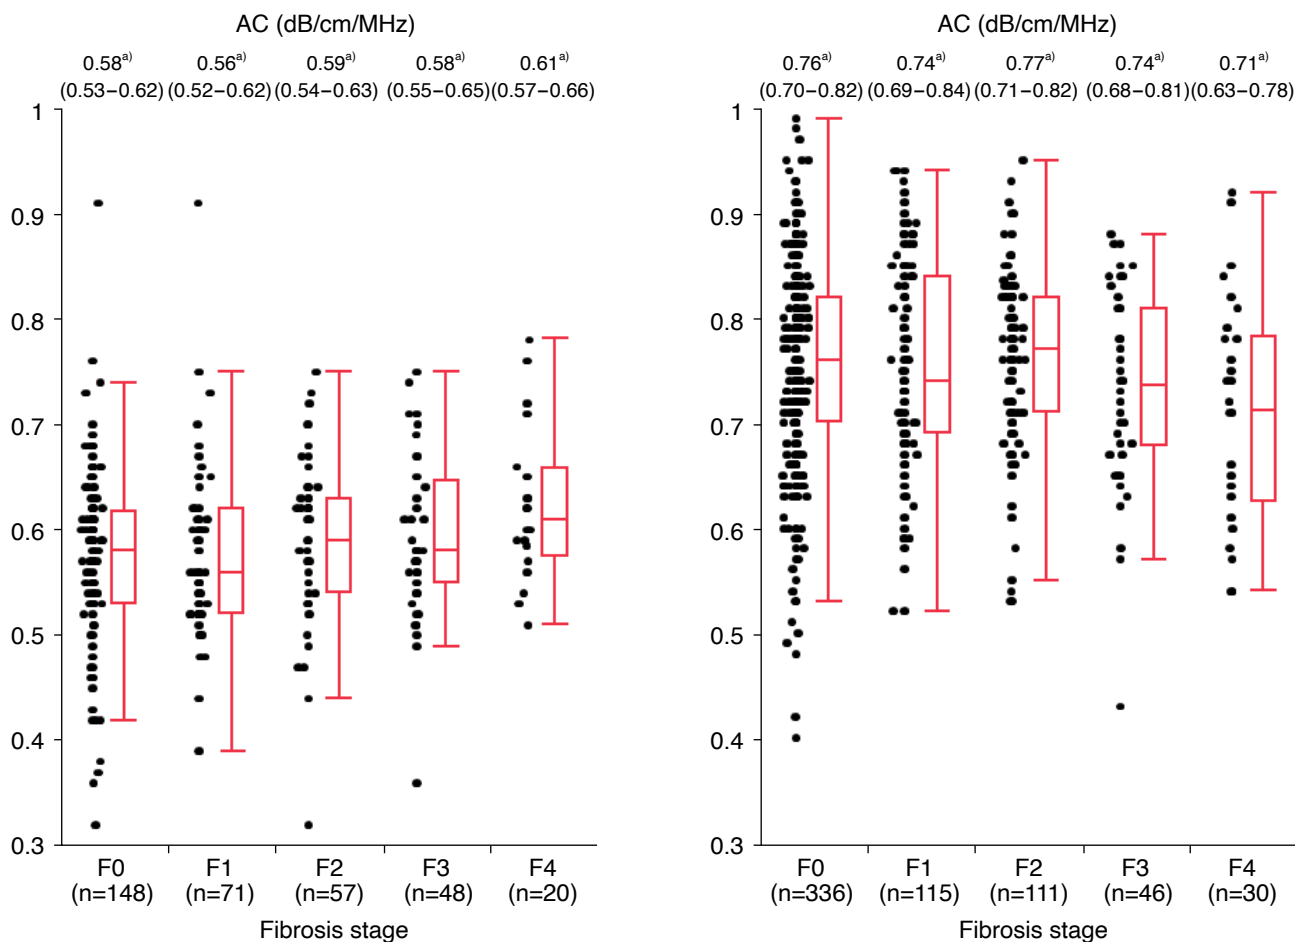 AC (dB/cm/MHz)
0.58a) 0.56a) 0.59a) 0.58a) 0.61a)
(0.53–0.62) (0.52–0.62) (0.54–0.63) (0.55–0.65) (0.57–0.66)
1
0.9
0.8
0.7
0.6
0.5
0.4
0.3
F0 F1 F2 F3 F4
(n=148) (n=71) (n=57) (n=48) (n=20)
Fibrosis stage
AC (dB/cm/MHz)
0.76a) 0.74a) 0.77a) 0.74a) 0.71a)
(0.70–0.82) (0.69–0.84) (0.71–0.82) (0.68–0.81) (0.63–0.78)
1
0.9
0.8
0.7
0.6
0.5
0.4
0.3
F0 F1 F2 F3 F4
(n=336) (n=115) (n=111) (n=46) (n=30)
Fibrosis stage